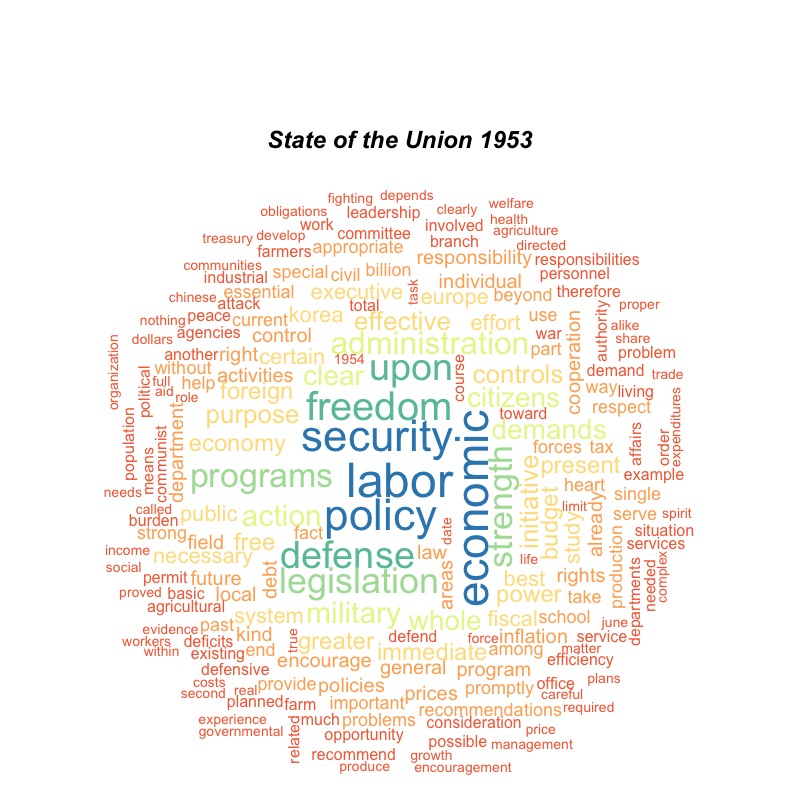 State of the Union 1953
fighting depends
obligations leadership clearly welfare
work involved health
treasury develop committee branch agriculture
farmers appropriate directed
communities special civil billion responsibility responsibilities
industrial individual personnel
chinese essential executive total task europe beyond therefore
attack
nothing peace current korea effective effort use proper
dollars agencies control administration war authority alike
another right certain 1954 part cooperation share
organization without activities clear upon course controls demand problem
full help foreign citizens way living trade
political aid role freedom toward respect
population purpose security demands expenditures
means communist department economy - economic forces tax affairs order
programs labor strength present example
needs heart single
called public action policy initiative budget limit already serve spirit
burden study situation
strong field free fact date services
income necessary defense law life production
social debt legislation areas best rights departments needed complex
proved permit basic future local power take
agricultural system military whole fiscal school june
evidence past true greater defend force inflation service
workers deficits kind immediate among matter
within existing end encourage general program efficiency
defensive
costs provide policies prices promptly office plans
second real planned farm important recommendations careful required
experience much problems consideration price
governmental related opportunity possible management
recommend growth
produce encouragement